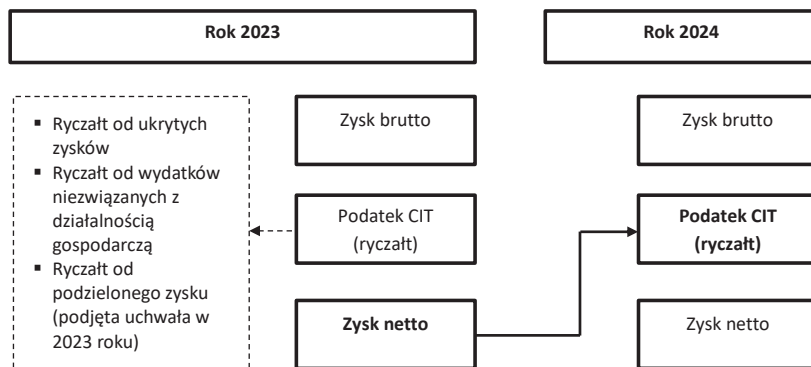 Rok 2023
Rok 2024
▪ Ryczałt od ukrytych
zysków
▪ Ryczałt od wydatków
niezwiązanych z
działalnością
gospodarczą
▪ Ryczałt od
podzielonego zysku
(podjęta uchwała w
2023 roku)
Zysk brutto
Podatek CIT
(ryczałt)
Zysk netto
Zysk brutto
Podatek CIT
(ryczałt)
Zysk netto